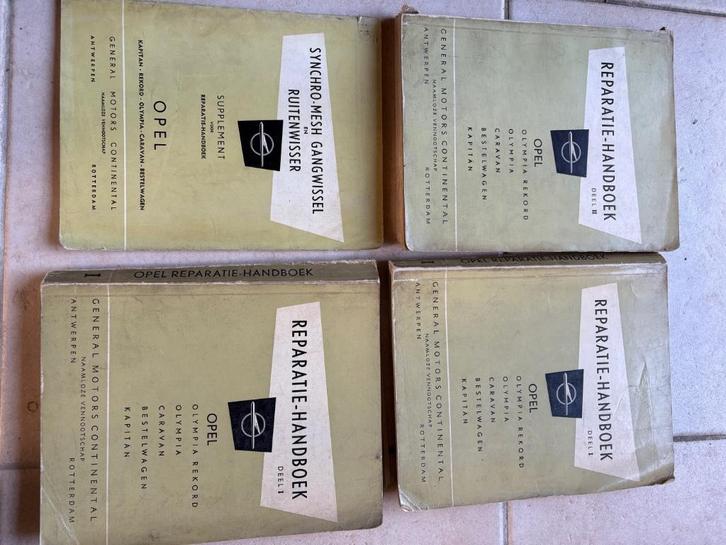 SYNCHRO-MESH GANGWISSEL
EN
RUITENWISSER
SUPPLEMENT
VOOR
REPARATIE-HANDBOEK
OPEL
KAPITAN - REKORD - OLYMPIA - CARAVAN - BESTELWAGEN
GENERAL MOTORS CONTINENTAL
NAAMLOZE VENNOOTSCHAP
ANTWERPEN
ROTTERDAM
REPARATIE-HANDBOEK
DEEL II
OPEL
OLYMPIA REKORD
OLYMPIA
CARAVAN
BESTELWAGEN
KAPITAN
GENERAL MOTORS CONTINENTAL
NAAMLOZE VENNOOTSCHAP
ANTWERPEN
ROTTERDAM
I
OPEL REPARATIE-HANDBOEK
REPARATIE-HANDBOEK
DEEL I
OPEL
OLYMPIA REKORD
OLYMPIA
CARAVAN
BESTELWAGEN
KAPITAN
GENERAL MOTORS CONTINENTAL
NAAMLOZE VENNOOTSCHAP
ANTWERPEN
ROTTERDAM
I
OPEL REPARATIE-HANDBOEK
REPARATIE-HANDBOEK
DEEL I
OPEL
OLYMPIA REKORD
OLYMPIA
CARAVAN
BESTELWAGEN
KAPITAN
GENERAL MOTORS CONTINENTAL
NAAMLOZE VENNOOTSCHAP
ANTWERPEN
ROTTERDAM